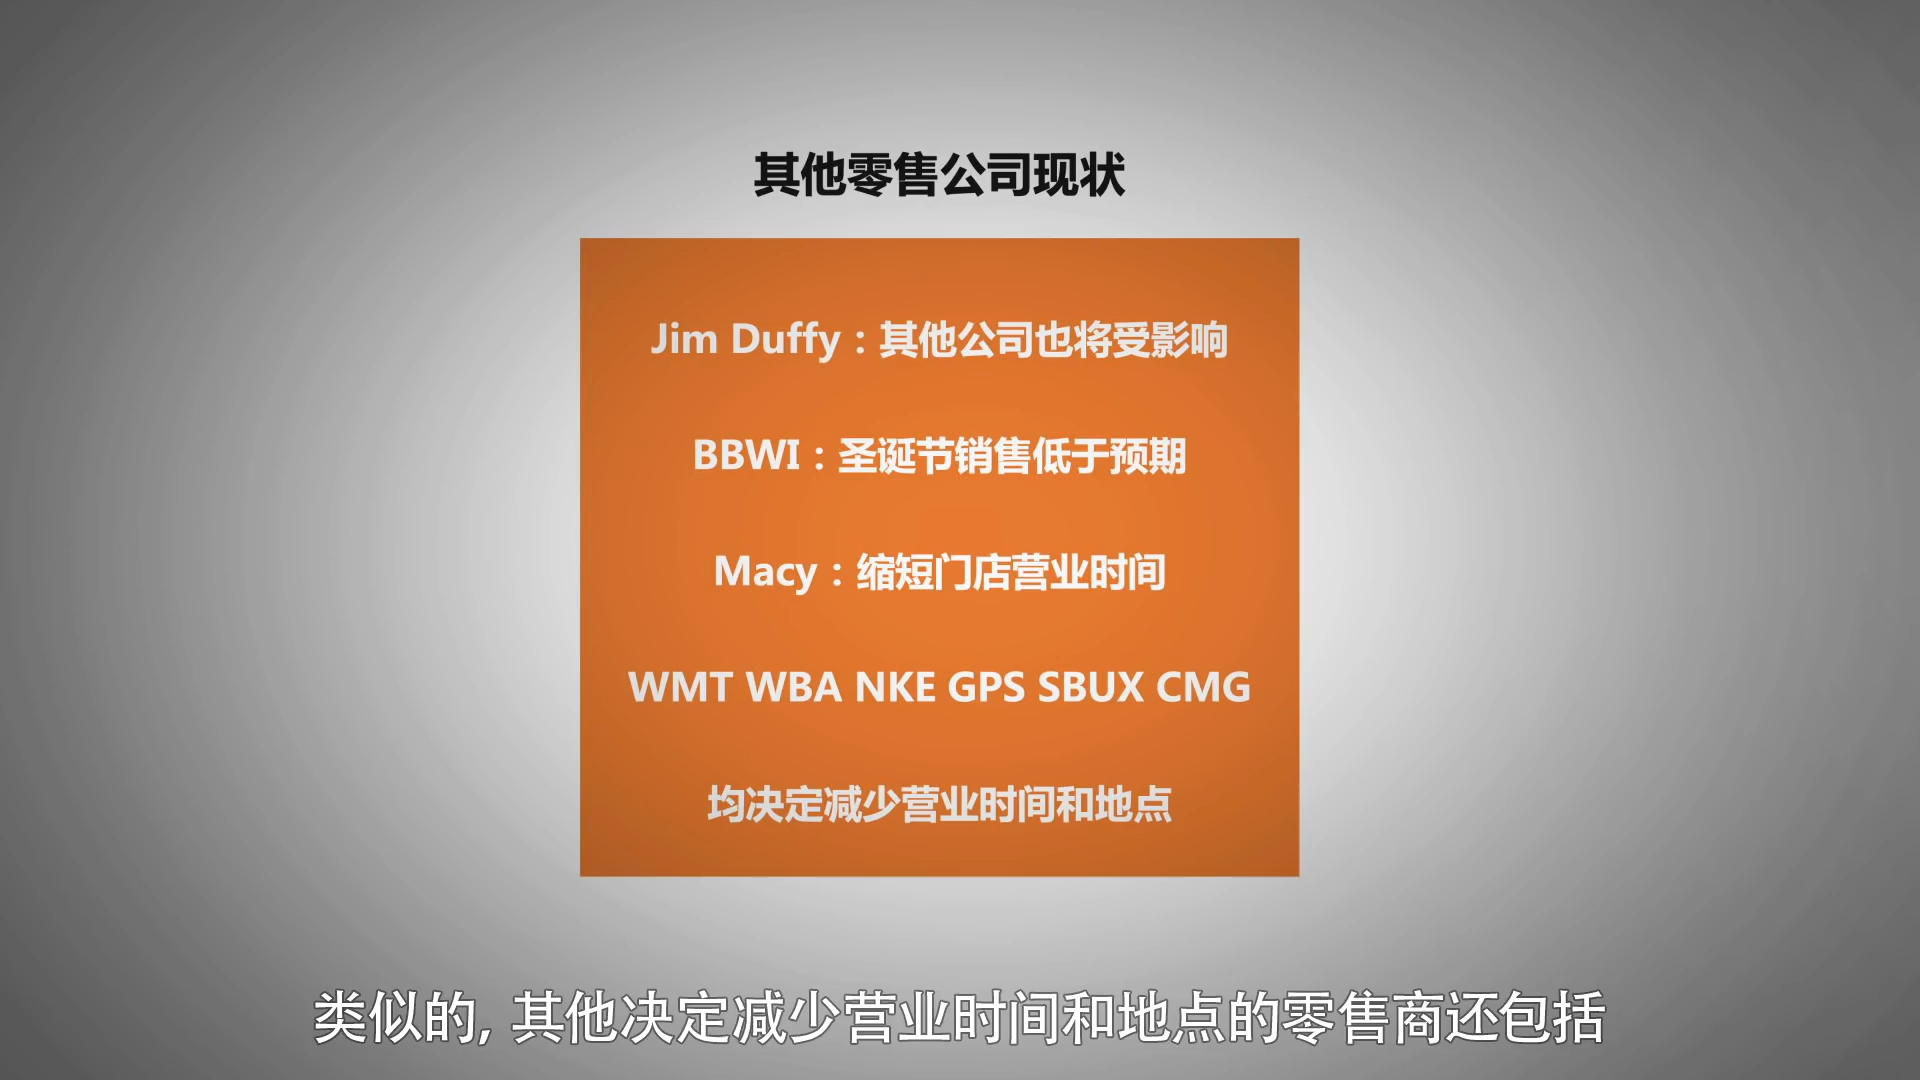 其他零售公司现状
Jim Duffy：其他公司也将受影响
BBWI：圣诞节销售低于预期
Macy：缩短门店营业时间
WMT WBA NKE GPS SBUX CMG
均决定减少营业时间和地点
类似的, 其他决定减少营业时间和地点的零售商还包括